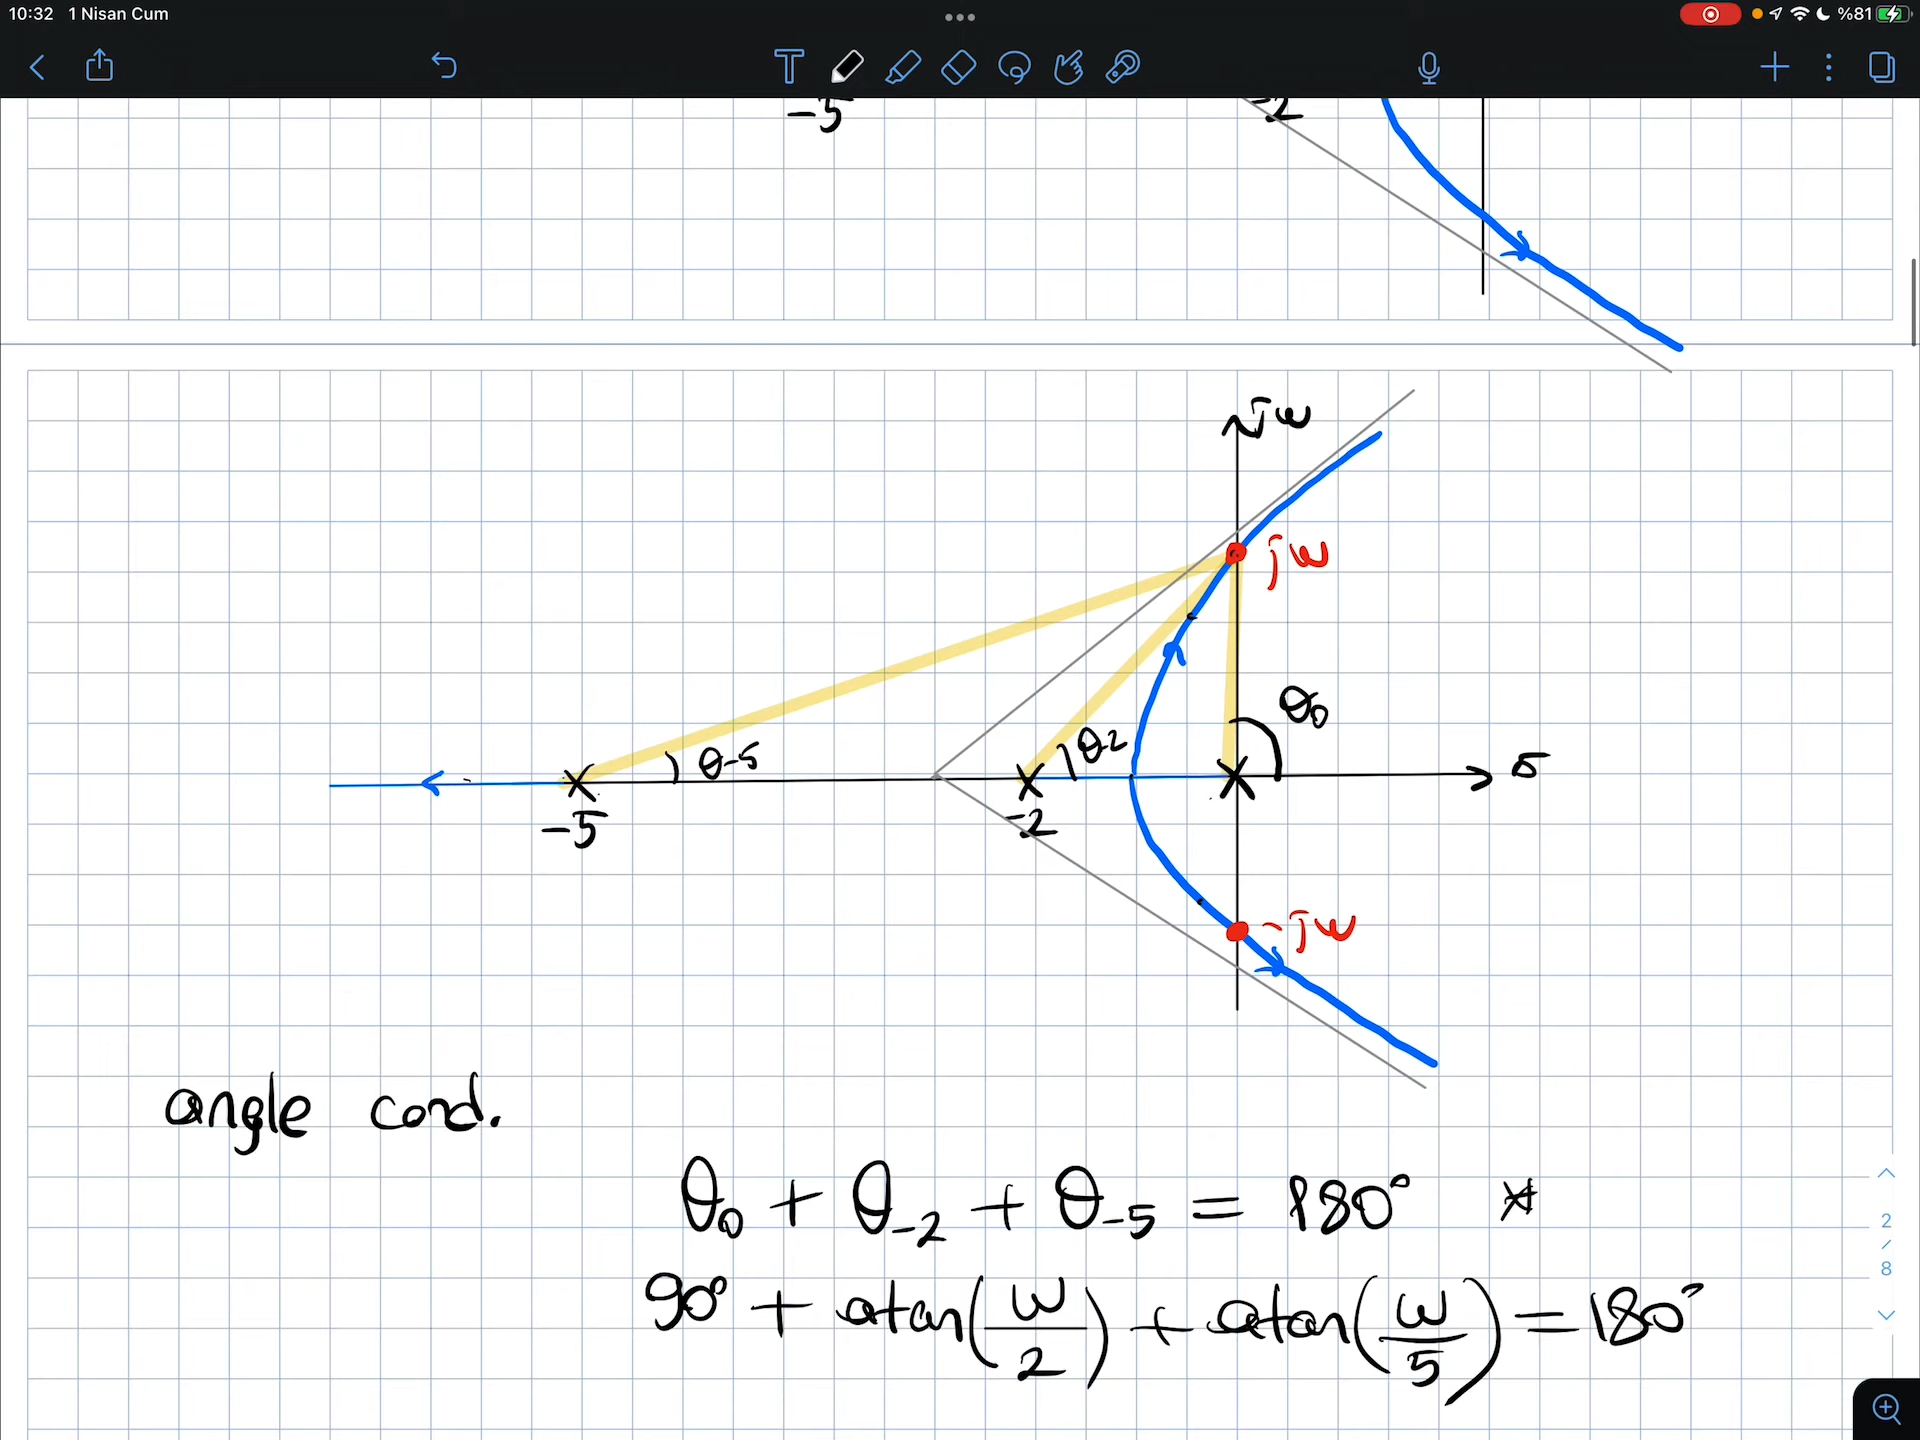 10:32 1 Nisan Cum %81
-5 -2
jω
jω
θ₀
θ-5 θ-2 σ
-5 -2
-jω
angle cond.
θ₀ + θ₋₂ + θ₋₅ = 180° *
90° + atan(ω/2) + atan(ω/5) = 180°
2
/
8